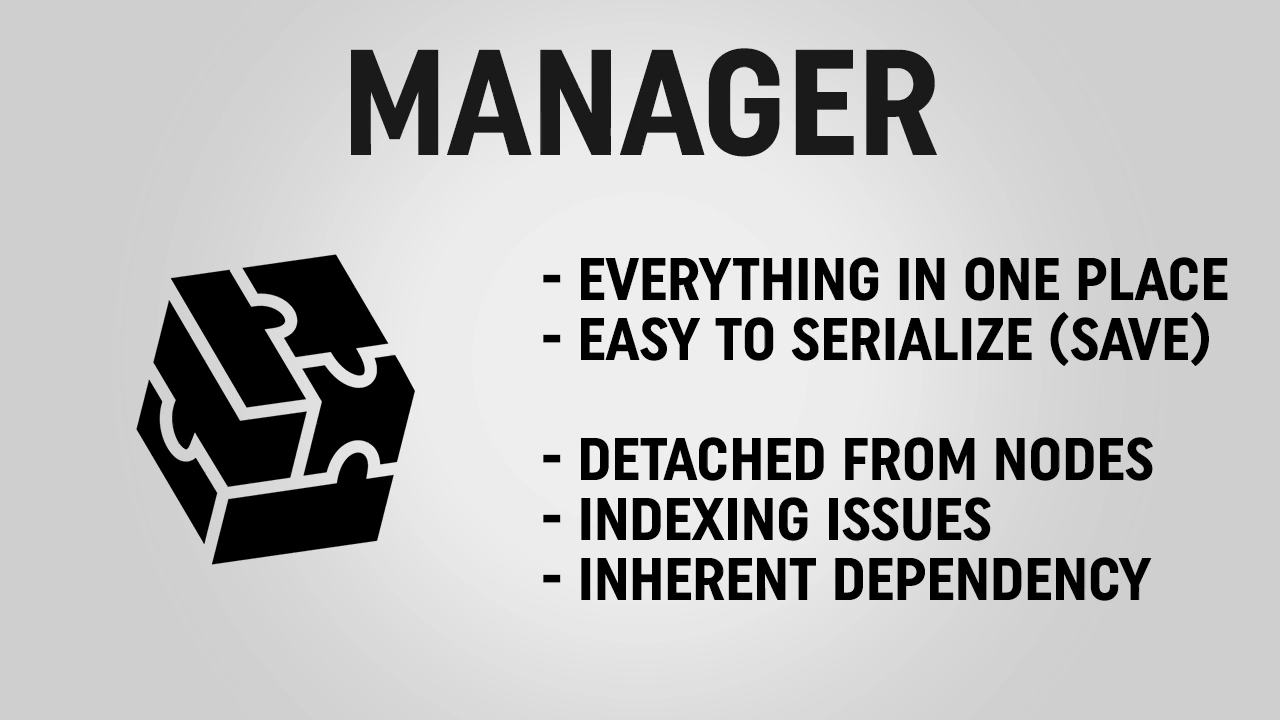 MANAGER
- EVERYTHING IN ONE PLACE
- EASY TO SERIALIZE (SAVE)
- DETACHED FROM NODES
- INDEXING ISSUES
- INHERENT DEPENDENCY